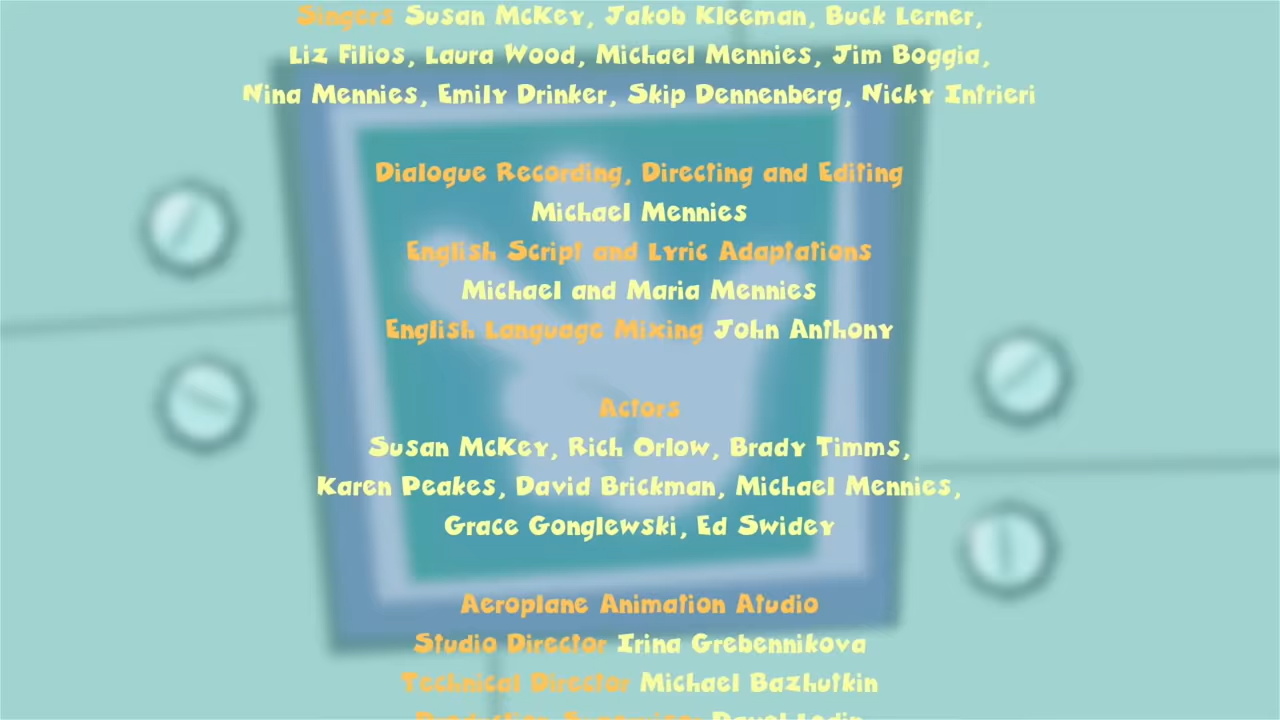 Singers Susan McKey, Jakob Kleeman, Buck Lerner,
Liz Filios, Laura Wood, Michael Mennies, Jim Boggia,
Nina Mennies, Emily Drinker, Skip Dennenberg, Nicky Intrieri
Dialogue Recording, Directing and Editing
Michael Mennies
English Script and Lyric Adaptations
Michael and Maria Mennies
English Language Mixing John Anthony
Actors
Susan McKey, Rich Orlow, Brady Timms,
Karen Peakes, David Brickman, Michael Mennies,
Grace Gonglewski, Ed Swidey
Aeroplane Animation Atudio
Studio Director Irina Grebennikova
Technical Director Michael Bazhutkin